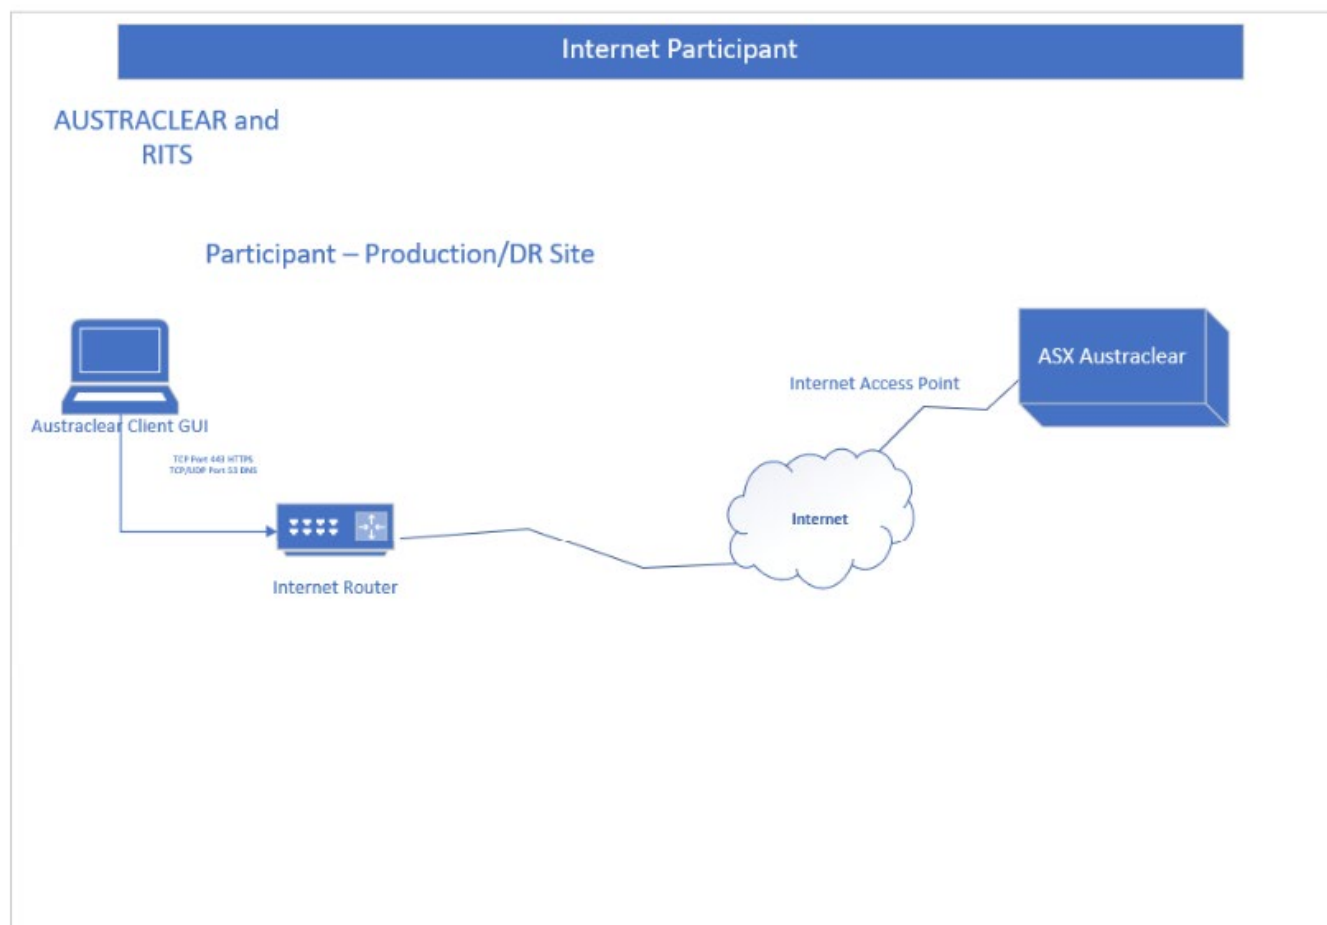 Internet Participant
AUSTRACLEAR and
RITS
Participant – Production/DR Site
ASX Austraclear
Internet Access Point
Austraclear Client GUI
TCP Port 443 HTTPS
TCP/UDP Port 53 DNS
Internet
Internet Router